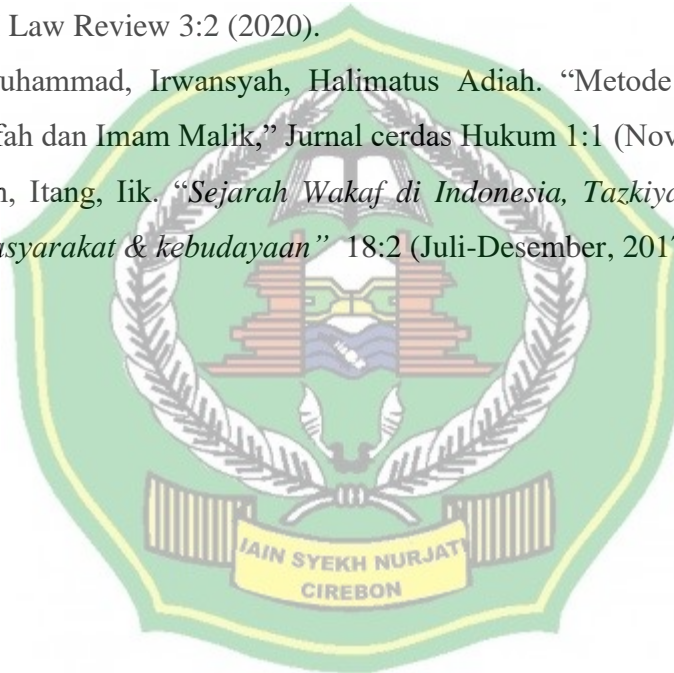 Law Review 3:2 (2020).
uhammad, Irwansyah, Halimatus Adiah. “Metode
fah dan Imam Malik,” Jurnal cerdas Hukum 1:1 (Nov
n, Itang, Iik. “Sejarah Wakaf di Indonesia, Tazkiya
asyarakat & kebudayaan” 18:2 (Juli-Desember, 2017
IAIN SYEKH NURJATI
CIREBON